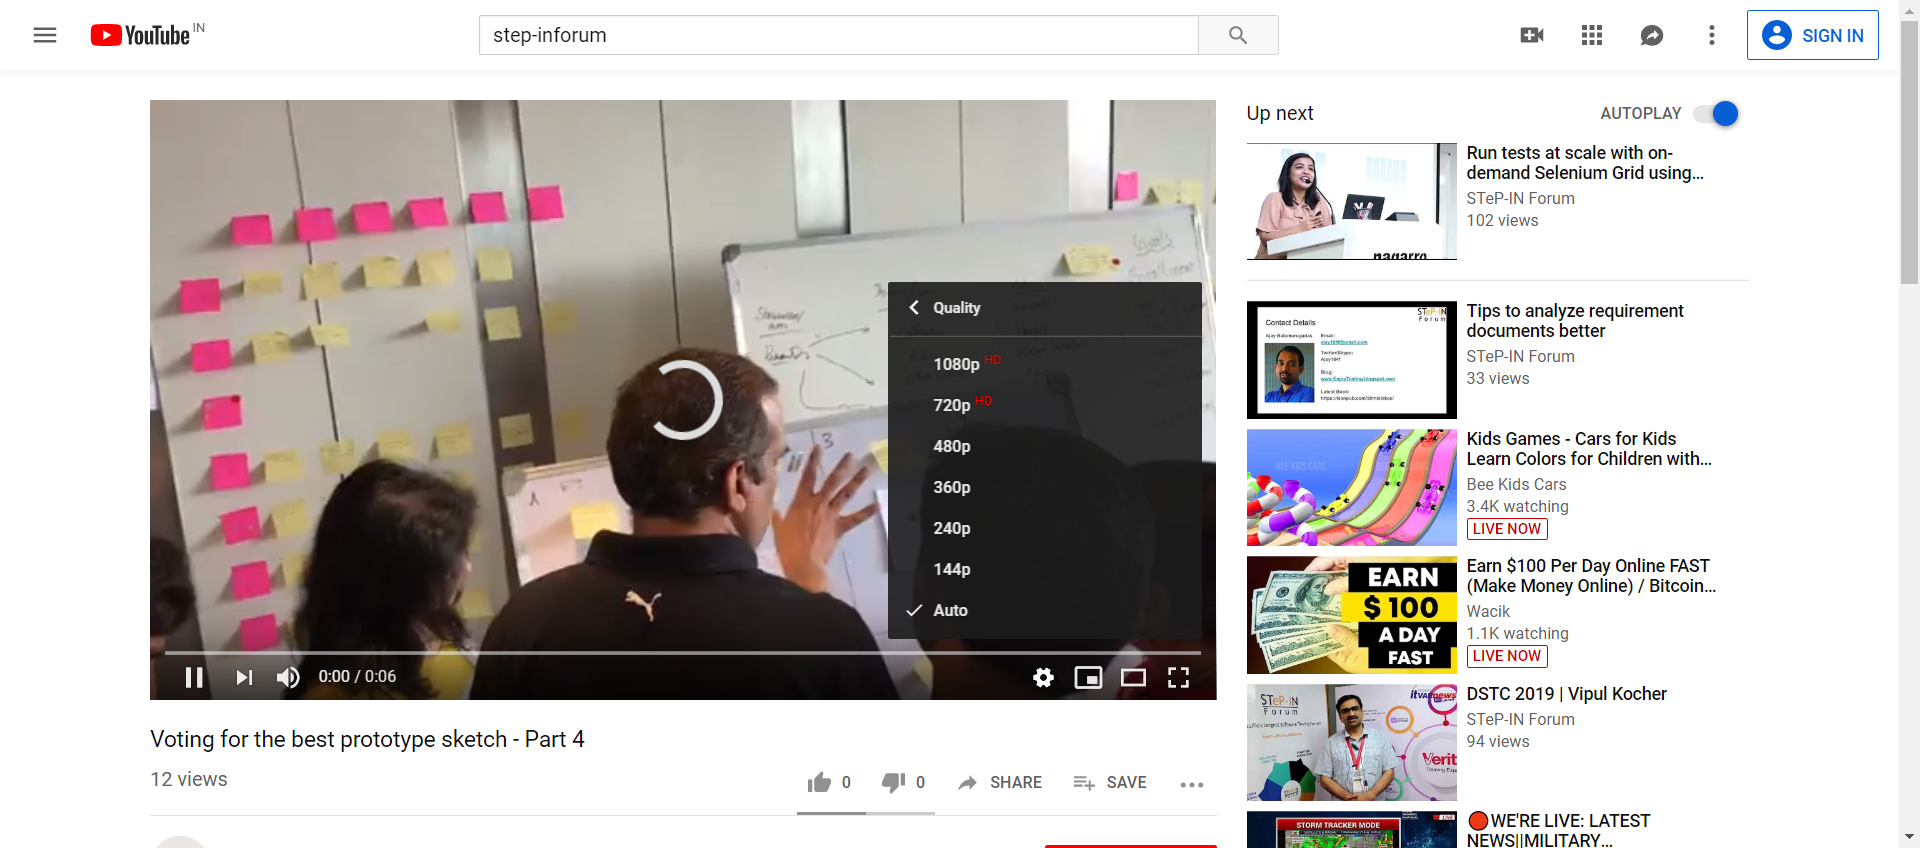 YouTube IN
step-inforum
SIGN IN
Quality
1080p HD
720p HD
480p
360p
240p
144p
Auto
0:00 / 0:06
Voting for the best prototype sketch - Part 4
12 views
0
0
SHARE
SAVE
Up next
AUTOPLAY
nagarro
Run tests at scale with on-
demand Selenium Grid using...
STeP-IN Forum
102 views
STeP-IN
Forum
Contact Details
Tips to analyze requirement
documents better
STeP-IN Forum
33 views
Kids Games - Cars for Kids
Learn Colors for Children with...
Bee Kids Cars
3.4K watching
LIVE NOW
EARN
$ 100
A DAY
FAST
Earn $100 Per Day Online FAST
(Make Money Online) / Bitcoin...
Wacik
1.1K watching
LIVE NOW
STeP-IN
Forum
DSTC 2019 | Vipul Kocher
STeP-IN Forum
94 views
STORM TRACKER MODE
LIVE
WE'RE LIVE: LATEST
NEWS||MILITARY...